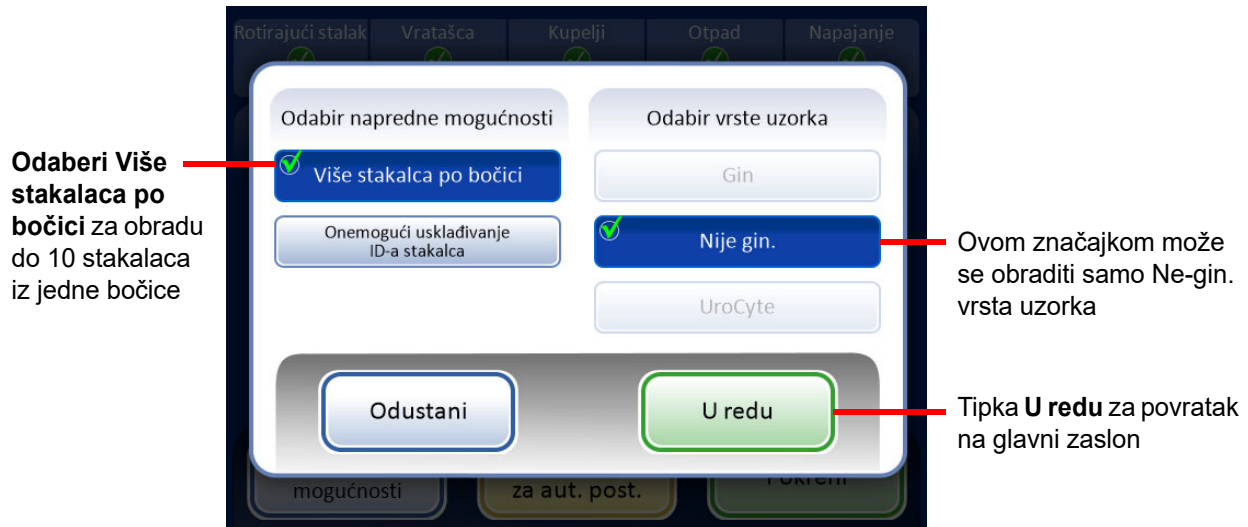 Rotirajući stalak
Vratašca
Kupelji
Otpad
Napajanje
Odabir napredne mogućnosti
Odabir vrste uzorka
Više stakalca po bočici
Gin
Onemogući usklađivanje
ID-a stakalca
Nije gin.
UroCyte
Odustani
U redu
mogućnosti
za aut. post.
Pokreni
Odaberi Više
stakalaca po
bočici za obradu
do 10 stakalaca
iz jedne bočice
Ovom značajkom može
se obraditi samo Ne-gin.
vrsta uzorka
Tipka U redu za povratak
na glavni zaslon